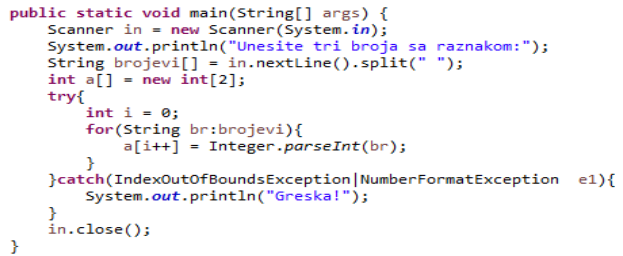 public static void main(String[] args) {
    Scanner in = new Scanner(System.in);
    System.out.println("Unesite tri broja sa raznakom:");
    String brojevi[] = in.nextLine().split(" ");
    int a[] = new int[2];
    try{
        int i = 0;
        for(String br:brojevi){
            a[i++] = Integer.parseInt(br);
        }
    }catch(IndexOutOfBoundsException|NumberFormatException  e1){
        System.out.println("Greska!");
    }
    in.close();
}